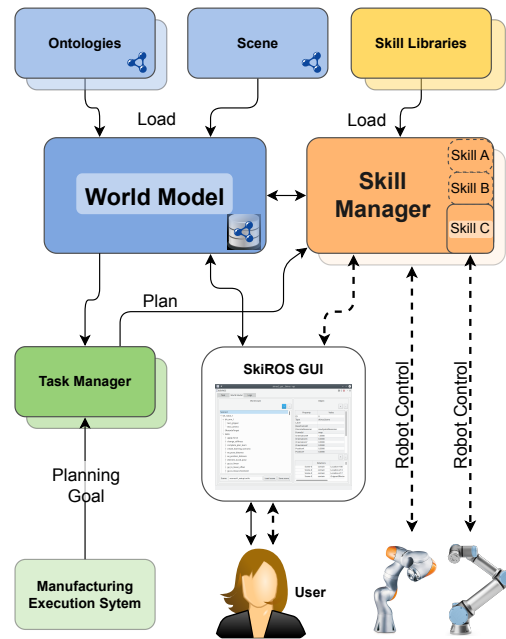 Ontologies
Scene
Skill Libraries
Load
Load
World Model
Skill
Manager
Skill A
Skill B
Skill C
Plan
Task Manager
SkiROS GUI
Robot Control
Robot Control
Planning
Goal
Manufacturing
Execution Sytem
User